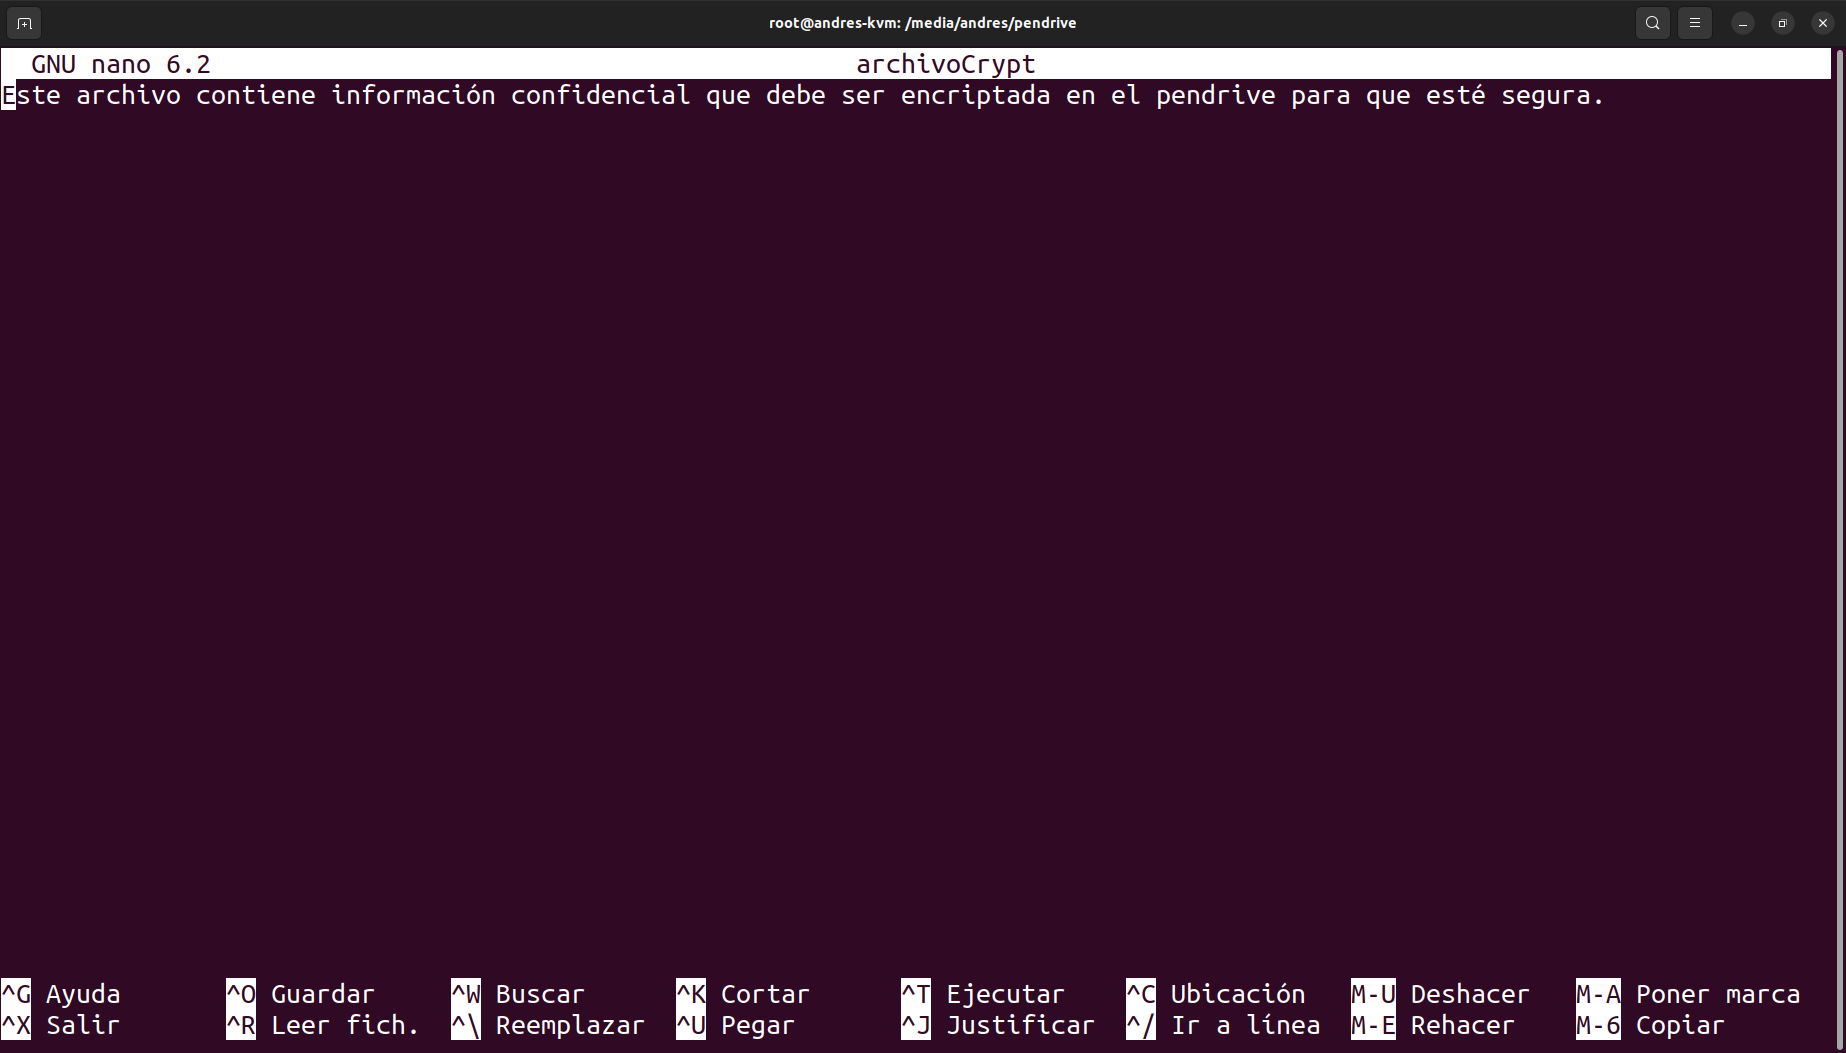 root@andres-kvm: /media/andres/pendrive
GNU nano 6.2 archivoCrypt
Este archivo contiene información confidencial que debe ser encriptada en el pendrive para que esté segura.
^G Ayuda ^O Guardar ^W Buscar ^K Cortar ^T Ejecutar ^C Ubicación M-U Deshacer M-A Poner marca
^X Salir ^R Leer fich. ^\ Reemplazar ^U Pegar ^J Justificar ^/ Ir a línea M-E Rehacer M-6 Copiar